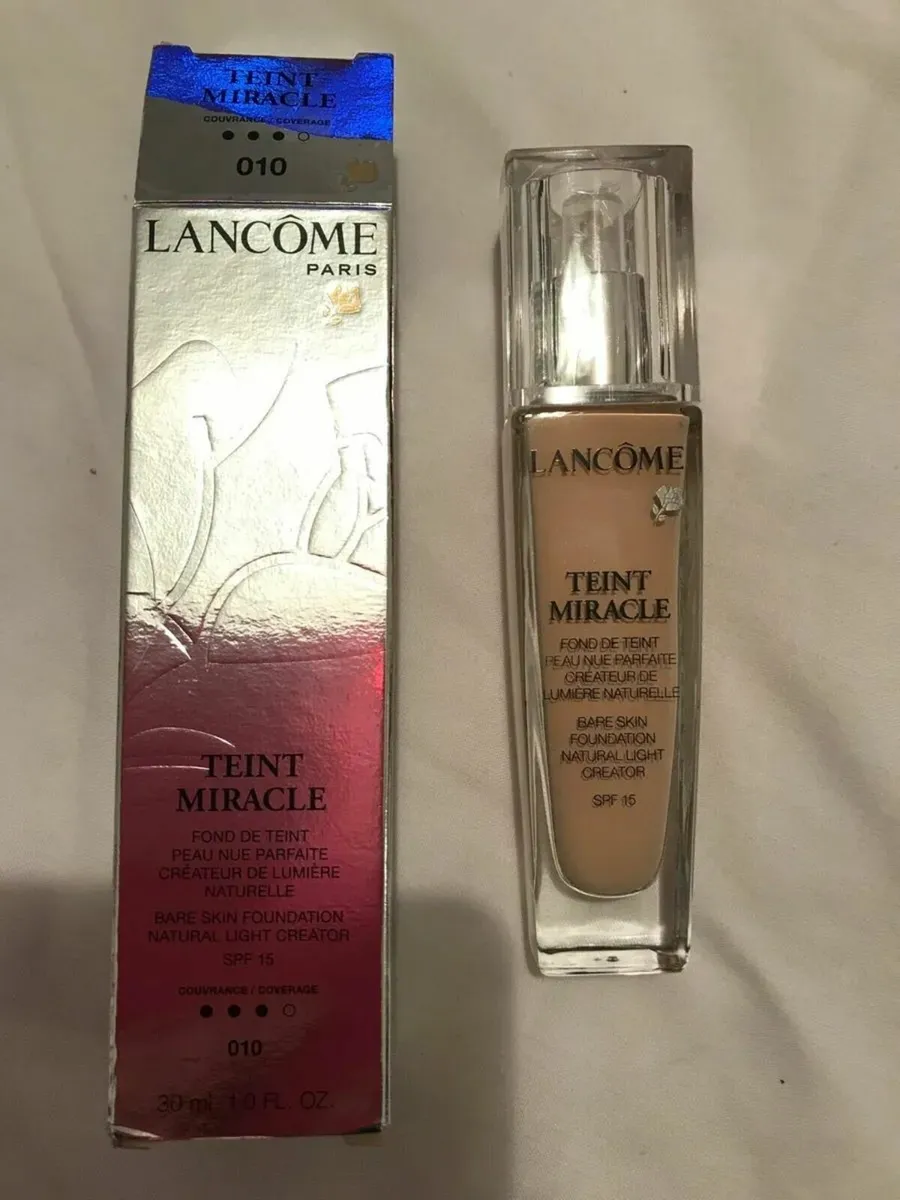 TEINT
MIRACLE
COUVRANCE / COVERAGE
010
LANCÔME
PARIS
TEINT
MIRACLE
FOND DE TEINT
PEAU NUE PARFAITE
CRÉATEUR DE LUMIÈRE
NATURELLE
BARE SKIN FOUNDATION
NATURAL LIGHT CREATOR
SPF 15
COUVRANCE / COVERAGE
010
30 ml 1.0 FL. OZ.
LANCÔME
TEINT
MIRACLE
FOND DE TEINT
PEAU NUE PARFAITE
CRÉATEUR DE
LUMIÈRE NATURELLE
BARE SKIN
FOUNDATION
NATURAL LIGHT
CREATOR
SPF 15